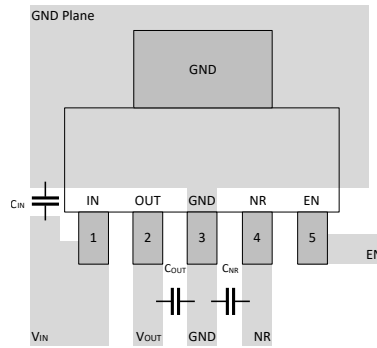 GND Plane
GND
CIN
IN OUT GND NR EN
1 2 3 4 5
EN
COUT CNR
VIN VOUT GND NR